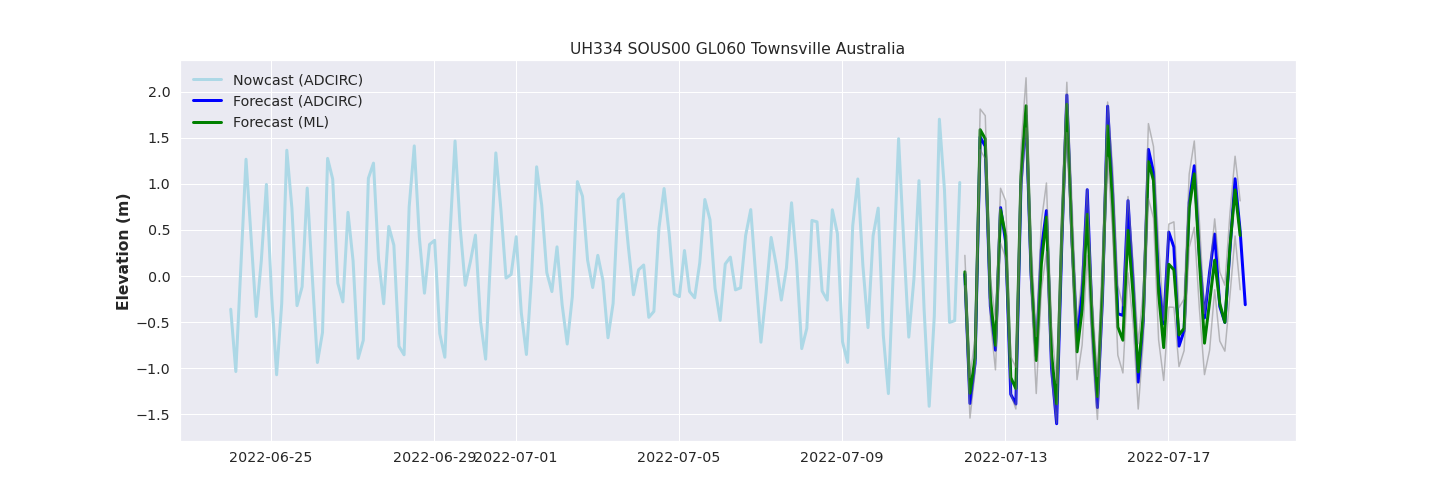 UH334 SOUS00 GL060 Townsville Australia
Nowcast (ADCIRC)
Forecast (ADCIRC)
Forecast (ML)
Elevation (m)
2.0
1.5
1.0
0.5
0.0
−0.5
−1.0
−1.5
2022-06-25 2022-06-29 2022-07-01 2022-07-05 2022-07-09 2022-07-13 2022-07-17